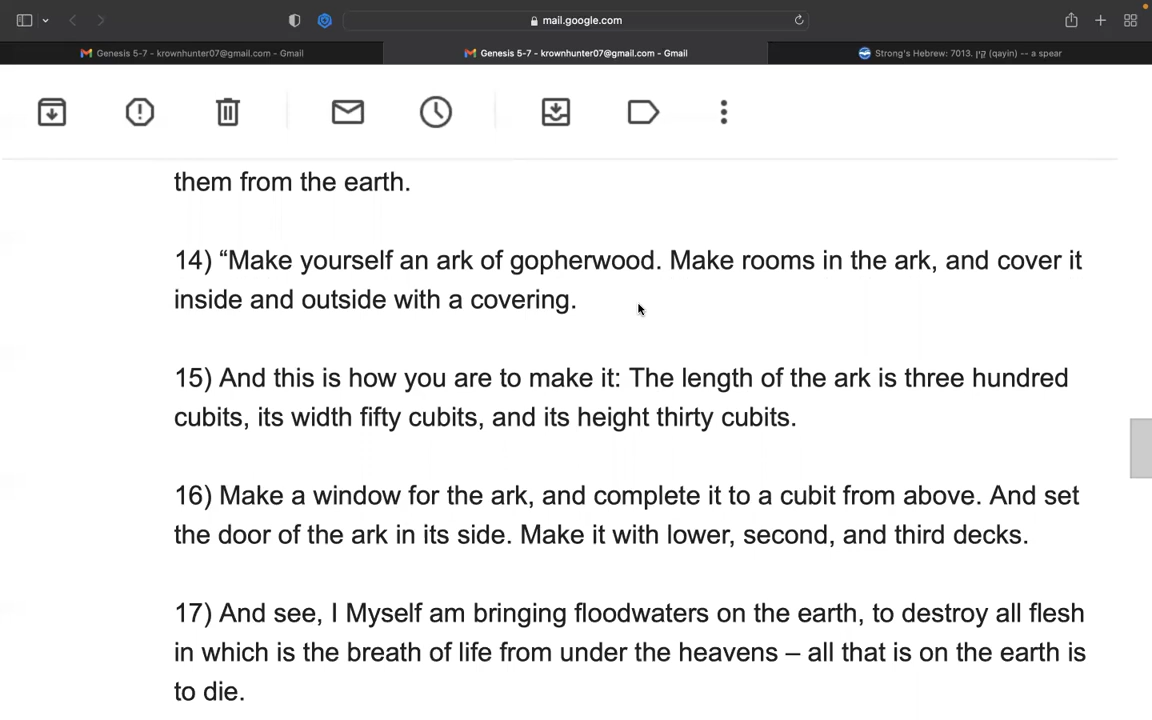 mail.google.com
Genesis 5-7 - krownhunter07@gmail.com - Gmail
Genesis 5-7 - krownhunter07@gmail.com - Gmail
Strong's Hebrew: 7013. קַ֫יִן (qayin) -- a spear
them from the earth.
14) “Make yourself an ark of gopherwood. Make rooms in the ark, and cover it
inside and outside with a covering.
15) And this is how you are to make it: The length of the ark is three hundred
cubits, its width fifty cubits, and its height thirty cubits.
16) Make a window for the ark, and complete it to a cubit from above. And set
the door of the ark in its side. Make it with lower, second, and third decks.
17) And see, I Myself am bringing floodwaters on the earth, to destroy all flesh
in which is the breath of life from under the heavens – all that is on the earth is
to die.